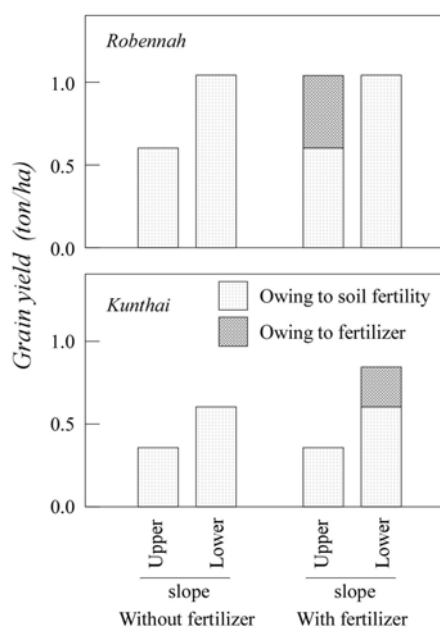 Grain yield (ton/ha)
Robennah
1.0
0.5
0.0
Kunthai
Owing to soil fertility
Owing to fertilizer
1.0
0.5
0.0
Upper
Lower
Upper
Lower
slope
slope
Without fertilizer
With fertilizer